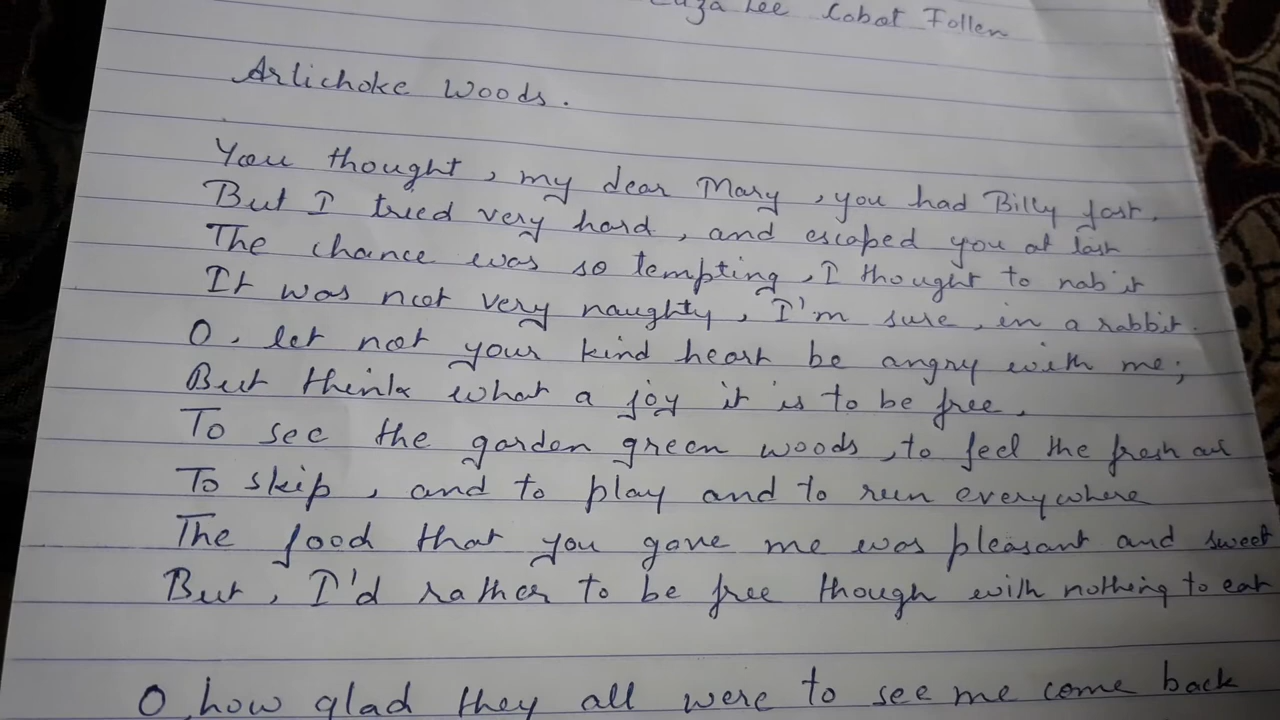 Eliza Lee Cabot Follen
Artichoke Woods.
You thought, my dear Mary, you had Billy fast.
But I tried very hard, and escaped you at last
The chance was so tempting, I thought to nab it
It was not very naughty, I'm sure, in a rabbit.
O, let not your kind heart be angry with me;
But think what a joy it is to be free.
To see the garden green woods, to feel the fresh air
To skip, and to play and to run everywhere
The food that you gave me was pleasant and sweet
But, I'd rather to be free though with nothing to eat
O, how glad they all were to see me come back